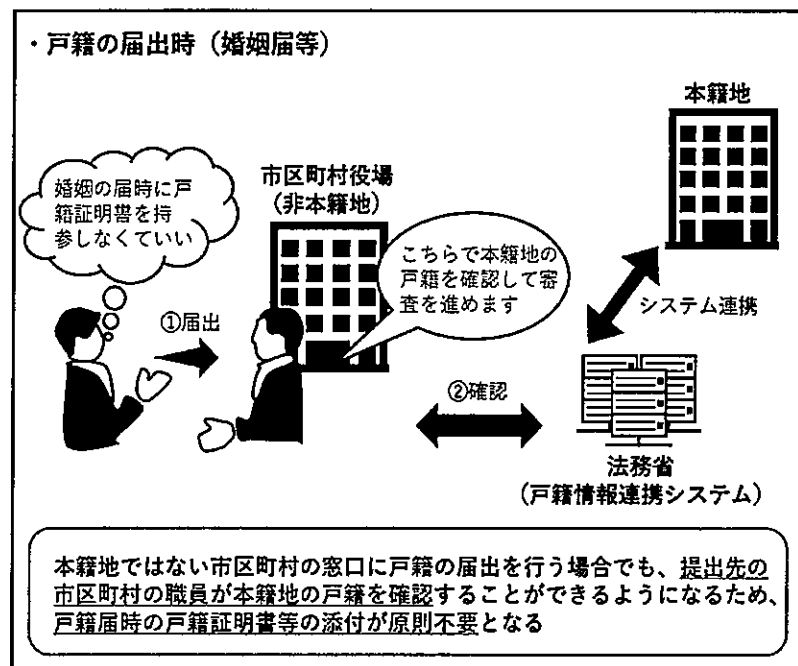 ・戸籍の届出時（婚姻届等）
本籍地
婚姻の届時に戸
籍証明書を持
参しなくていい
市区町村役場
（非本籍地）
こちらで本籍地の
戸籍を確認して審
査を進めます
①届出
システム連携
②確認
法務省
（戸籍情報連携システム）
本籍地ではない市区町村の窓口に戸籍の届出を行う場合でも、提出先の
市区町村の職員が本籍地の戸籍を確認することができるようになるため、
戸籍届時の戸籍証明書等の添付が原則不要となる